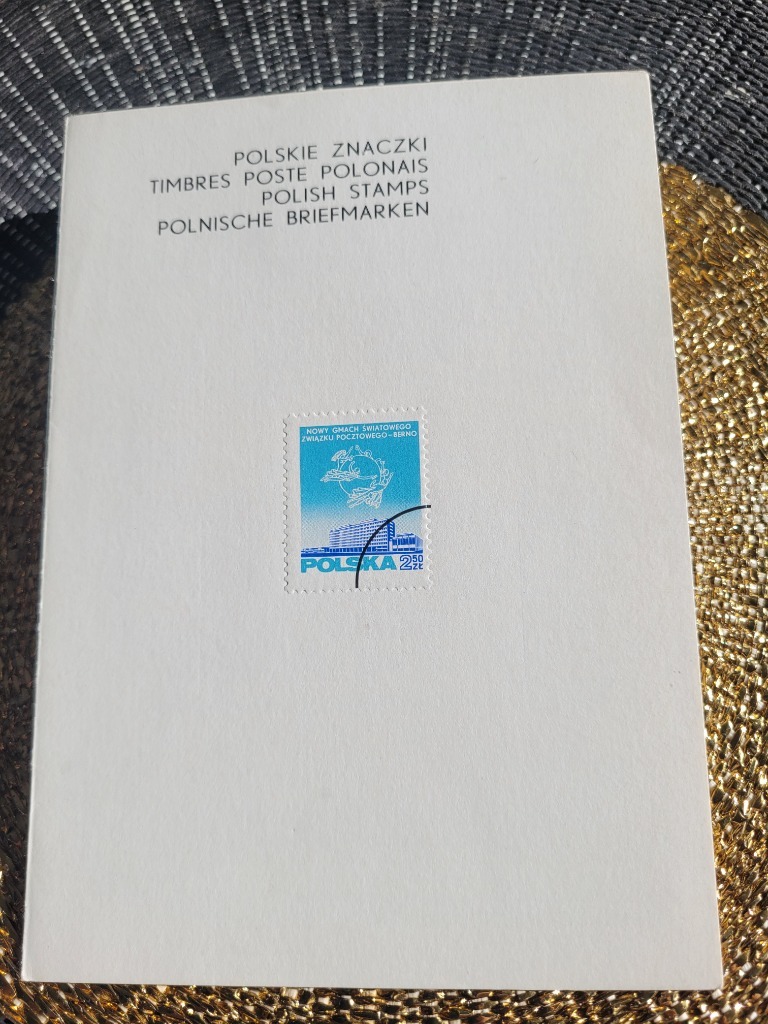 POLSKIE ZNACZKI
TIMBRES POSTE POLONAIS
POLISH STAMPS
POLNISCHE BRIEFMARKEN
NOWY GMACH ŚWIATOWEGO
ZWIĄZKU POCZTOWEGO–BERNO
POLSKA 2 50 ZŁ